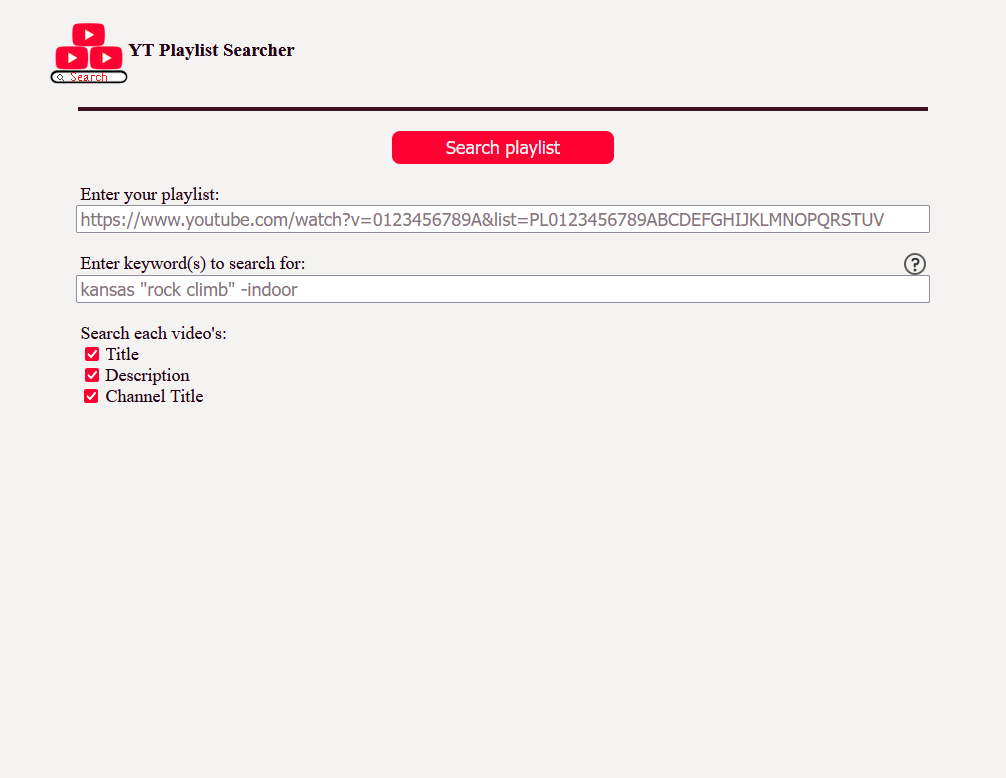 YT Playlist Searcher
Search
Search playlist
Enter your playlist:
https://www.youtube.com/watch?v=0123456789A&list=PL0123456789ABCDEFGHIJKLMNOPQRSTUV
Enter keyword(s) to search for:
?
kansas "rock climb" -indoor
Search each video's:
Title
Description
Channel Title